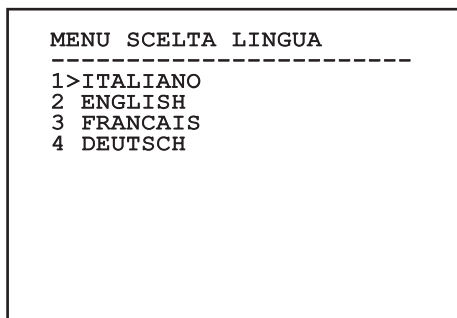 MENU SCELTA LINGUA
------------------------
1>ITALIANO
2 ENGLISH
3 FRANCAIS
4 DEUTSCH